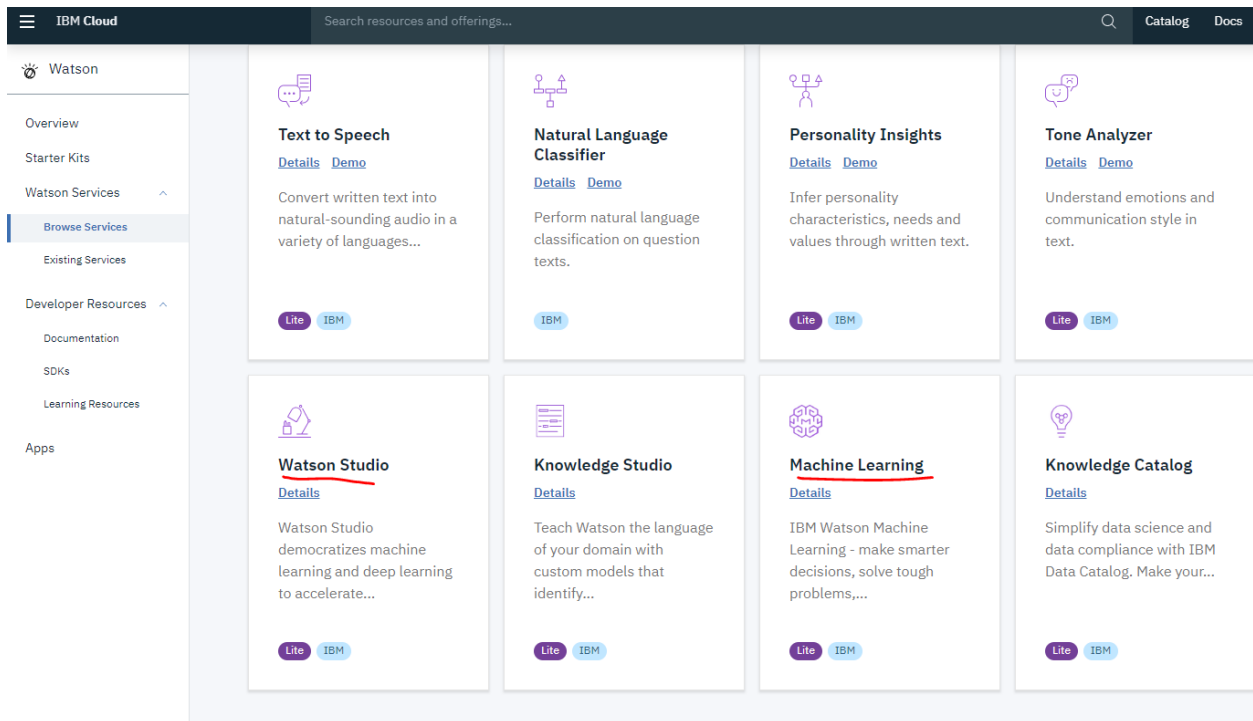 IBM Cloud
Search resources and offerings...
Catalog
Docs
Watson
Overview
Starter Kits
Watson Services
Browse Services
Existing Services
Developer Resources
Documentation
SDKs
Learning Resources
Apps
Text to Speech
Details Demo
Convert written text into
natural-sounding audio in a
variety of languages...
Lite IBM
Natural Language
Classifier
Details Demo
Perform natural language
classification on question
texts.
IBM
Personality Insights
Details Demo
Infer personality
characteristics, needs and
values through written text.
Lite IBM
Tone Analyzer
Details Demo
Understand emotions and
communication style in
text.
Lite IBM
Watson Studio
Details
Watson Studio
democratizes machine
learning and deep learning
to accelerate...
Lite IBM
Knowledge Studio
Details
Teach Watson the language
of your domain with
custom models that
identify...
Lite IBM
Machine Learning
Details
IBM Watson Machine
Learning - make smarter
decisions, solve tough
problems,...
Lite IBM
Knowledge Catalog
Details
Simplify data science and
data compliance with IBM
Data Catalog. Make your...
Lite IBM